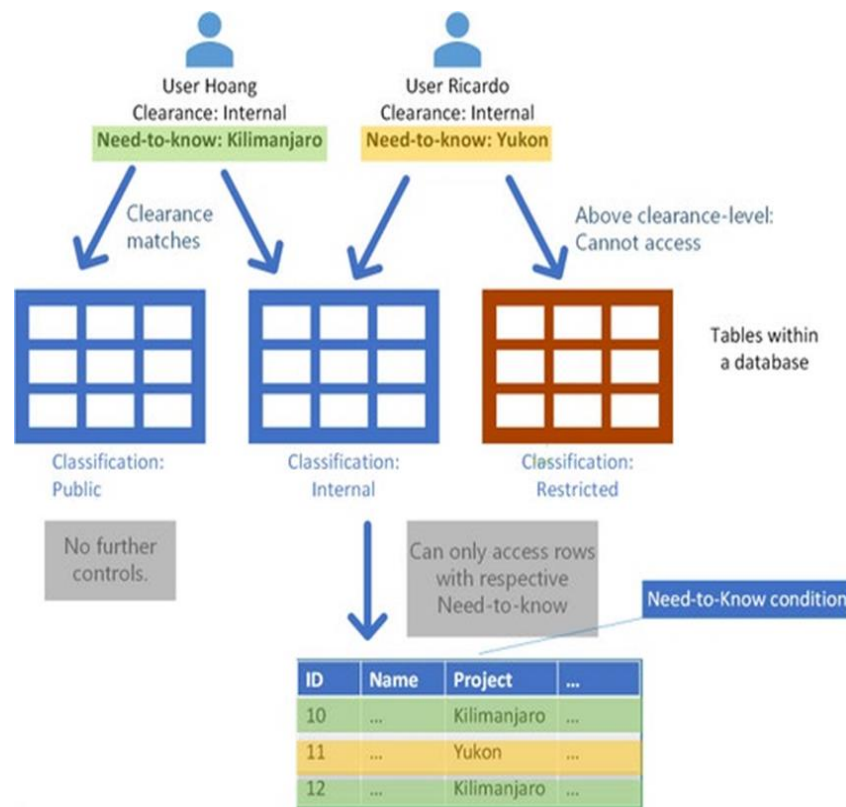 User Hoang
Clearance: Internal
Need-to-know: Kilimanjaro
User Ricardo
Clearance: Internal
Need-to-know: Yukon
Clearance
matches
Above clearance-level:
Cannot access
Tables within
a database
Classification:
Public
Classification:
Internal
Classification:
Restricted
No further
controls.
Can only access rows
with respective
Need-to-know
Need-to-Know condition
ID Name Project ...
10 ... Kilimanjaro ...
11 ... Yukon ...
12 ... Kilimanjaro ...